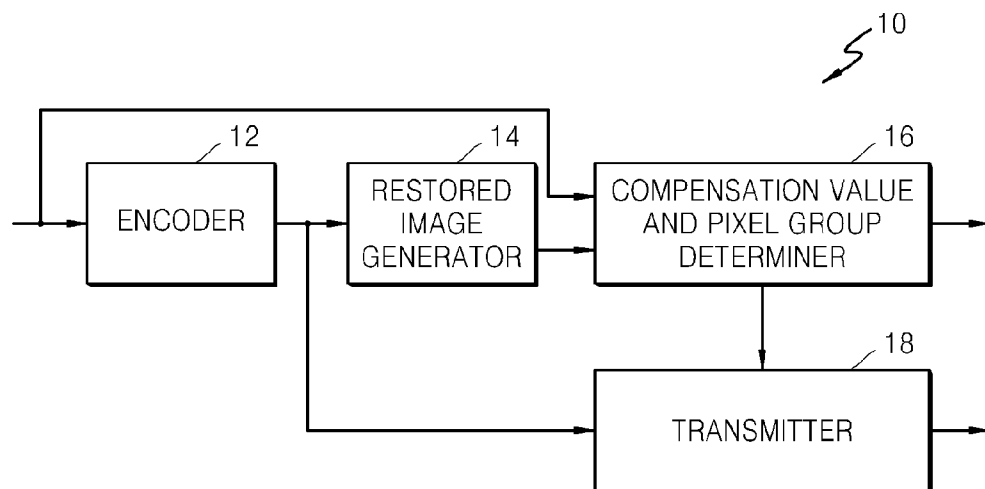 10
12
ENCODER
14
RESTORED
IMAGE
GENERATOR
16
COMPENSATION VALUE
AND PIXEL GROUP
DETERMINER
18
TRANSMITTER